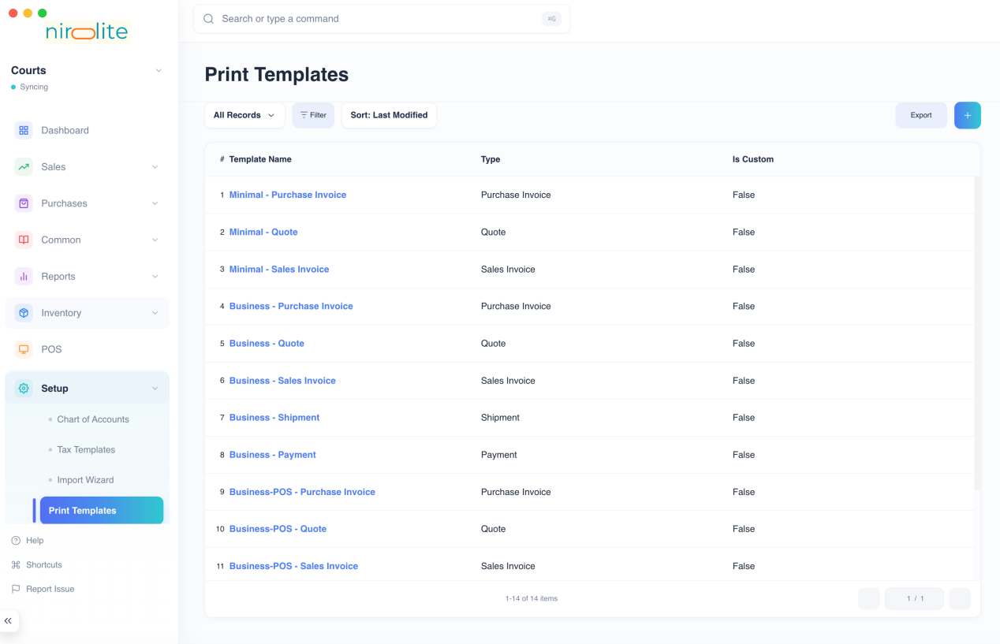 nirolite
Search or type a command
⌘G
Courts
Syncing
Dashboard
Sales
Purchases
Common
Reports
Inventory
POS
Setup
Chart of Accounts
Tax Templates
Import Wizard
Print Templates
Help
Shortcuts
Report Issue
Print Templates
All Records
Filter
Sort: Last Modified
Export
# Template Name Type Is Custom
1 Minimal - Purchase Invoice Purchase Invoice False
2 Minimal - Quote Quote False
3 Minimal - Sales Invoice Sales Invoice False
4 Business - Purchase Invoice Purchase Invoice False
5 Business - Quote Quote False
6 Business - Sales Invoice Sales Invoice False
7 Business - Shipment Shipment False
8 Business - Payment Payment False
9 Business-POS - Purchase Invoice Purchase Invoice False
10 Business-POS - Quote Quote False
11 Business-POS - Sales Invoice Sales Invoice False
1-14 of 14 items
1 / 1